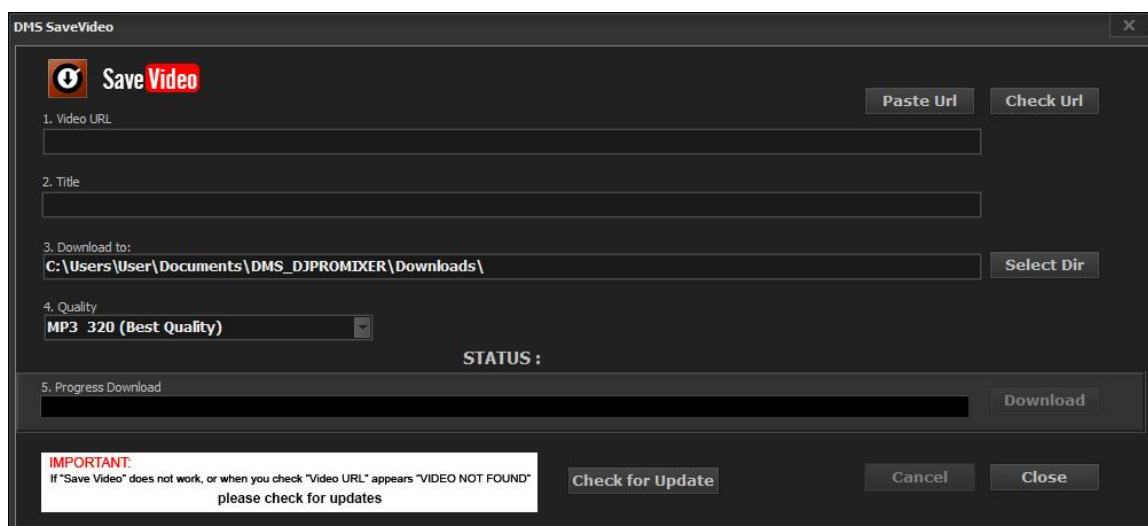 DMS SaveVideo
X
Save Video
Paste Url
Check Url
1. Video URL
2. Title
3. Download to:
C:\Users\User\Documents\DMS_DJPROMIXER\Downloads\
Select Dir
4. Quality
MP3  320 (Best Quality)
STATUS :
5. Progress Download
Download
IMPORTANT:
If "Save Video" does not work, or when you check "Video URL" appears "VIDEO NOT FOUND"
please check for updates
Check for Update
Cancel
Close